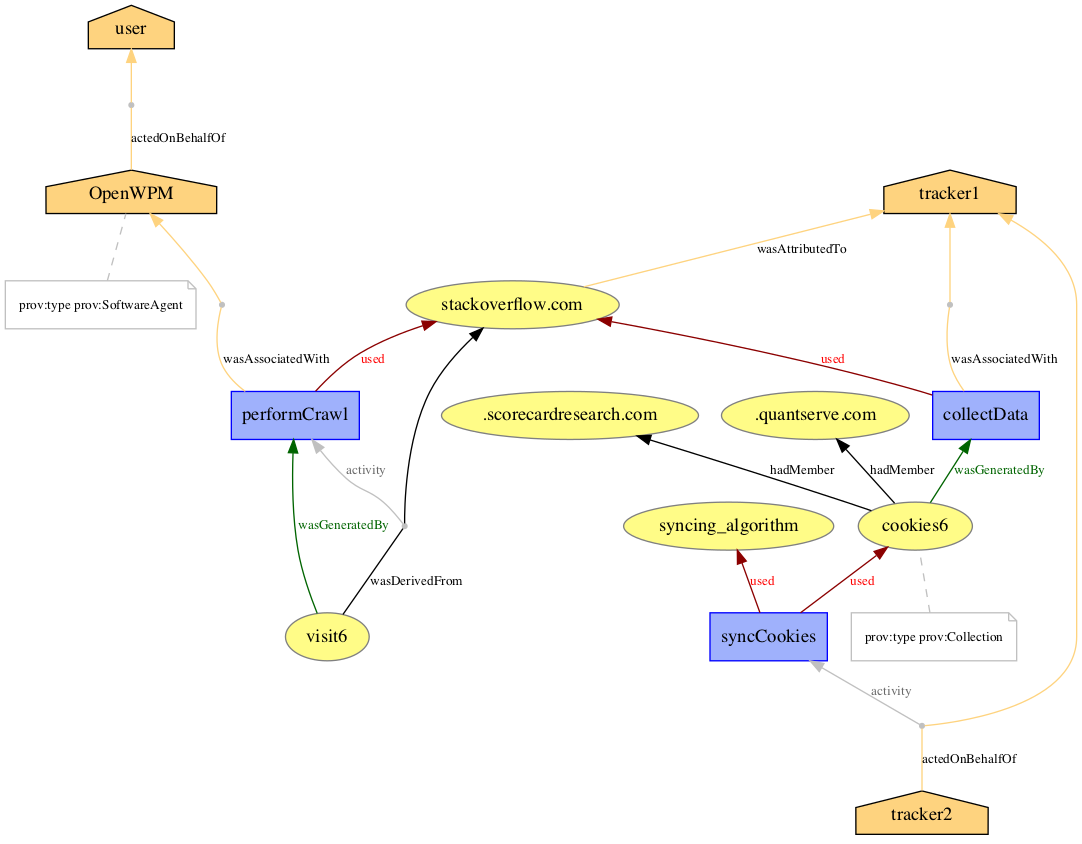 user
actedOnBehalfOf
OpenWPM
tracker1
wasAttributedTo
prov:type prov:SoftwareAgent
stackoverflow.com
wasAssociatedWith
used
used
wasAssociatedWith
performCrawl
.scorecardresearch.com
.quantserve.com
collectData
activity
hadMember
hadMember
wasGeneratedBy
wasGeneratedBy
syncing_algorithm
cookies6
wasDerivedFrom
used
used
visit6
syncCookies
prov:type prov:Collection
activity
actedOnBehalfOf
tracker2